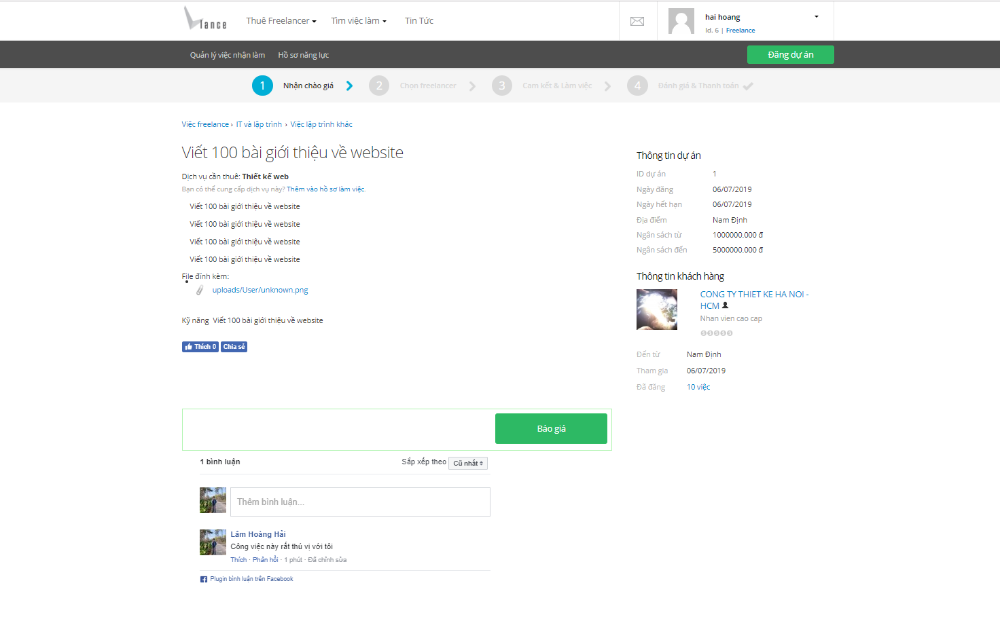 Vlance
Thuê Freelancer
Tìm việc làm
Tin Tức
hai hoang
Id. 6 | Freelance
Quản lý việc nhận làm
Hồ sơ năng lực
Đăng dự án
1 Nhận chào giá
2 Chọn freelancer
3 Cam kết & Làm việc
4 Đánh giá & Thanh toán
Việc freelance › IT và lập trình › Việc lập trình khác
Viết 100 bài giới thiệu về website
Dịch vụ cần thuê: Thiết kế web
Bạn có thể cung cấp dịch vụ này? Thêm vào hồ sơ làm việc.
Viết 100 bài giới thiệu về website
Viết 100 bài giới thiệu về website
Viết 100 bài giới thiệu về website
Viết 100 bài giới thiệu về website
File đính kèm:
uploads/User/unknown.png
Kỹ năng Viết 100 bài giới thiệu về website
Thích 0 Chia sẻ
Thông tin dự án
ID dự án 1
Ngày đăng 06/07/2019
Ngày hết hạn 06/07/2019
Địa điểm Nam Định
Ngân sách từ 1000000.000 đ
Ngân sách đến 5000000.000 đ
Thông tin khách hàng
CONG TY THIET KE HA NOI -
HCM
Nhan vien cao cap
Đến từ Nam Định
Tham gia 06/07/2019
Đã đăng 10 việc
Báo giá
1 bình luận
Sắp xếp theo Cũ nhất
Thêm bình luận...
Lâm Hoàng Hải
Công việc này rất thú vị với tôi
Thích · Phản hồi · 1 phút · Đã chỉnh sửa
Plugin bình luận trên Facebook